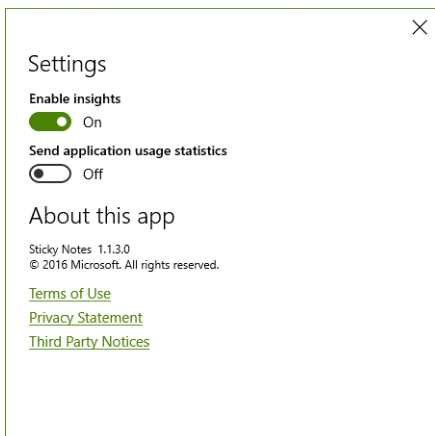 Settings
Enable insights
On
Send application usage statistics
Off
About this app
Sticky Notes 1.1.3.0
© 2016 Microsoft. All rights reserved.
Terms of Use
Privacy Statement
Third Party Notices